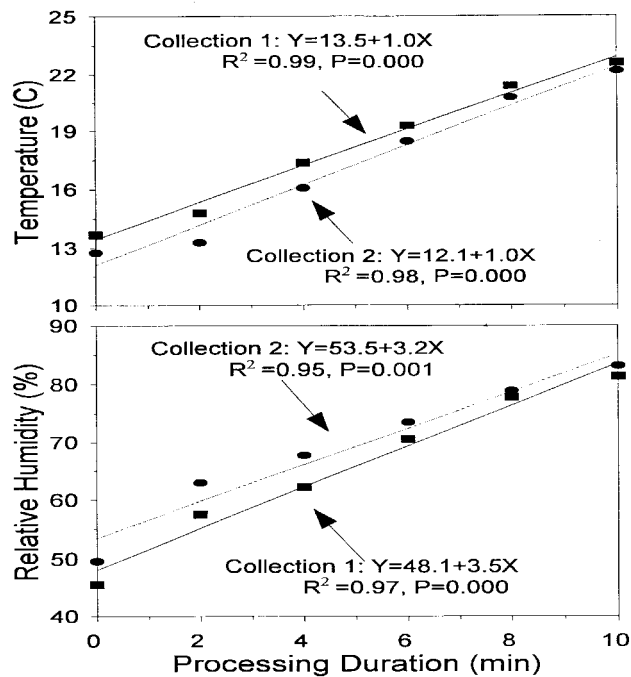 25
22
19
16
13
10
Temperature (C)
Collection 1: Y=13.5+1.0X
R² =0.99, P=0.000
Collection 2: Y=12.1+1.0X
R² =0.98, P=0.000
90
80
70
60
50
40
Relative Humidity (%)
Collection 2: Y=53.5+3.2X
R² =0.95, P=0.001
Collection 1: Y=48.1+3.5X
R² =0.97, P=0.000
0 2 4 6 8 10
Processing Duration (min)